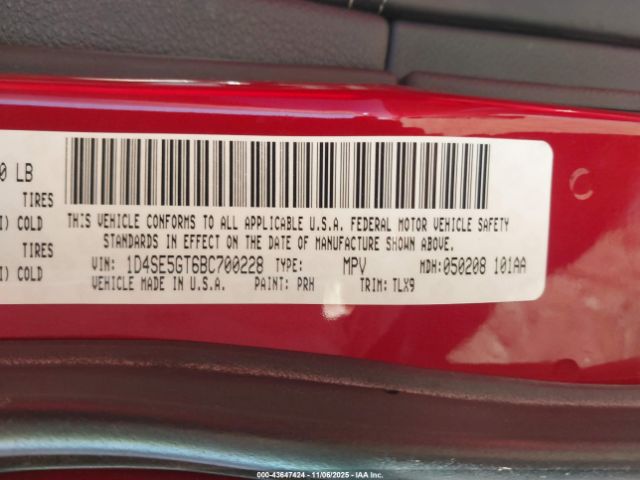 0 LB
TIRES
) COLD
TIRES
) COLD
THIS VEHICLE CONFORMS TO ALL APPLICABLE U.S.A. FEDERAL MOTOR VEHICLE SAFETY
STANDARDS IN EFFECT ON THE DATE OF MANUFACTURE SHOWN ABOVE.
VIN: 1D4SE5GT6BC700228 TYPE: MPV MDH:050208 101AA
VEHICLE MADE IN U.S.A. PAINT: PRH TRIM: TLX9
000-43647424 - 11/06/2025 - IAA Inc.